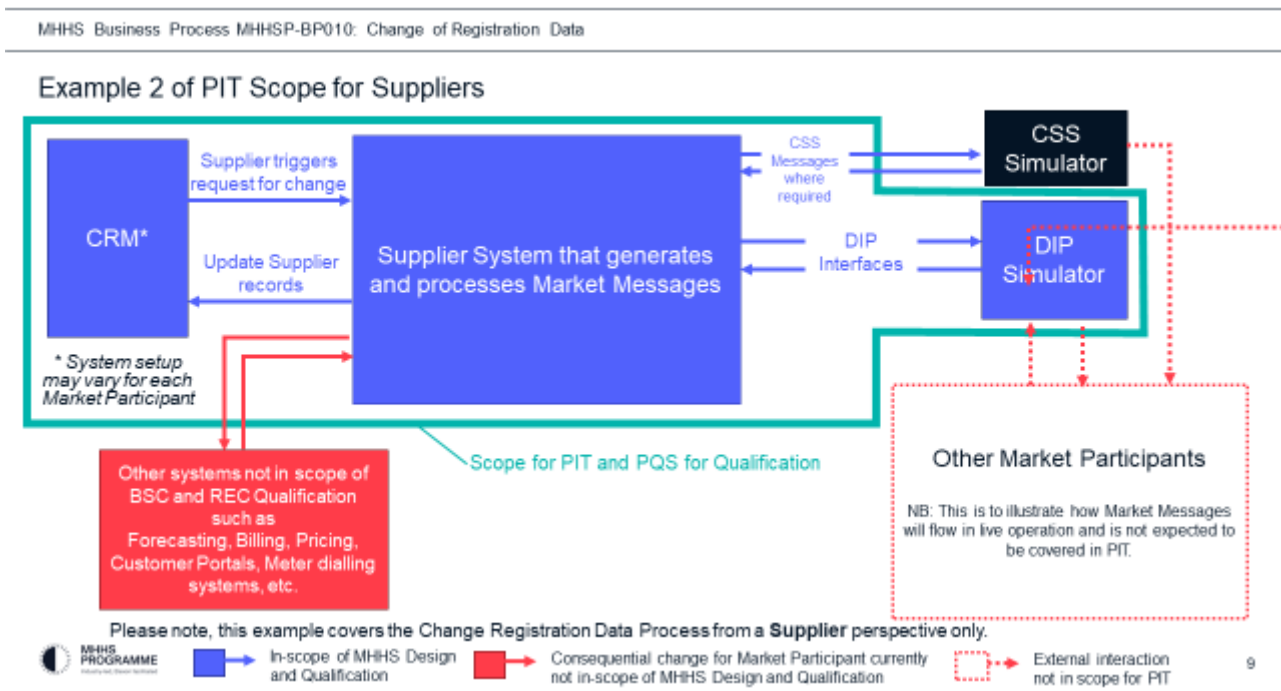 MHHS Business Process MHHSP-BP010: Change of Registration Data
Example 2 of PIT Scope for Suppliers
CRM*
Supplier triggers
request for change
Update Supplier
records
* System setup
may vary for each
Market Participant
Supplier System that generates
and processes Market Messages
CSS
Messages
where
required
DIP
Interfaces
CSS
Simulator
DIP
Simulator
Scope for PIT and PQS for Qualification
Other systems not in scope of
BSC and REC Qualification
such as
Forecasting, Billing, Pricing,
Customer Portals, Meter dialling
systems, etc.
Other Market Participants
NB: This is to illustrate how Market Messages
will flow in live operation and is not expected to
be covered in PIT.
Please note, this example covers the Change Registration Data Process from a Supplier perspective only.
MHHS
PROGRAMME
In-scope of MHHS Design
and Qualification
Consequential change for Market Participant currently
not in-scope of MHHS Design and Qualification
External interaction
not in scope for PIT
9